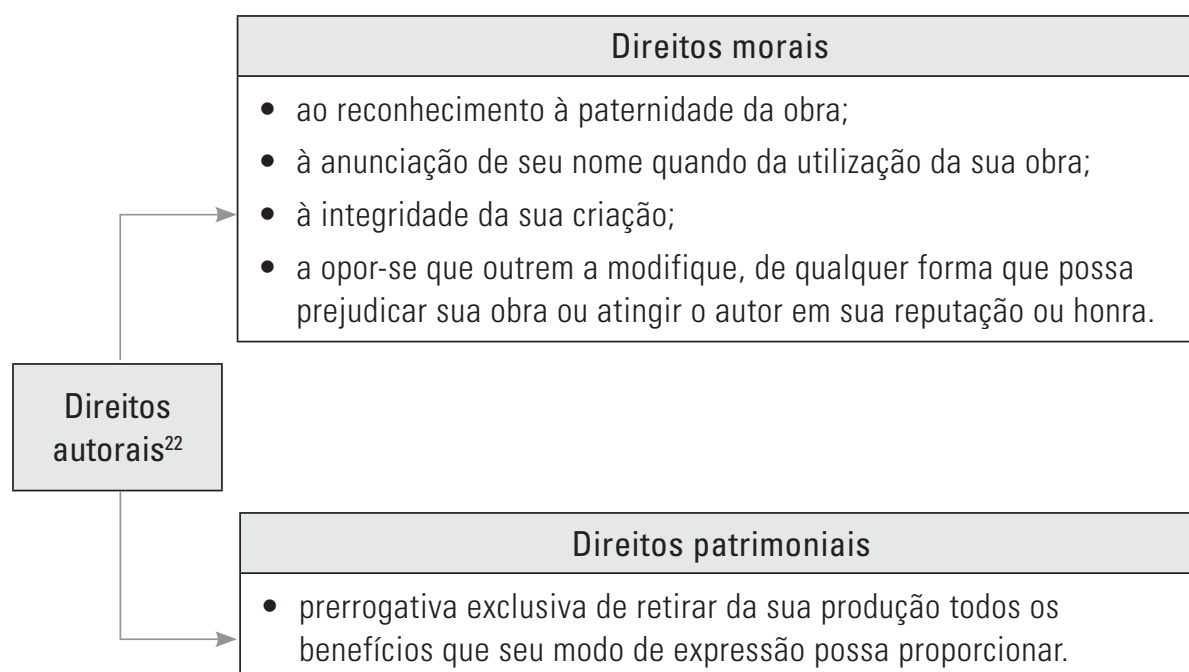 Direitos morais
• ao reconhecimento à paternidade da obra;
• à anunciação de seu nome quando da utilização da sua obra;
• à integridade da sua criação;
• a opor-se que outrem a modifique, de qualquer forma que possa
prejudicar sua obra ou atingir o autor em sua reputação ou honra.
Direitos
autorais²²
Direitos patrimoniais
• prerrogativa exclusiva de retirar da sua produção todos os
benefícios que seu modo de expressão possa proporcionar.